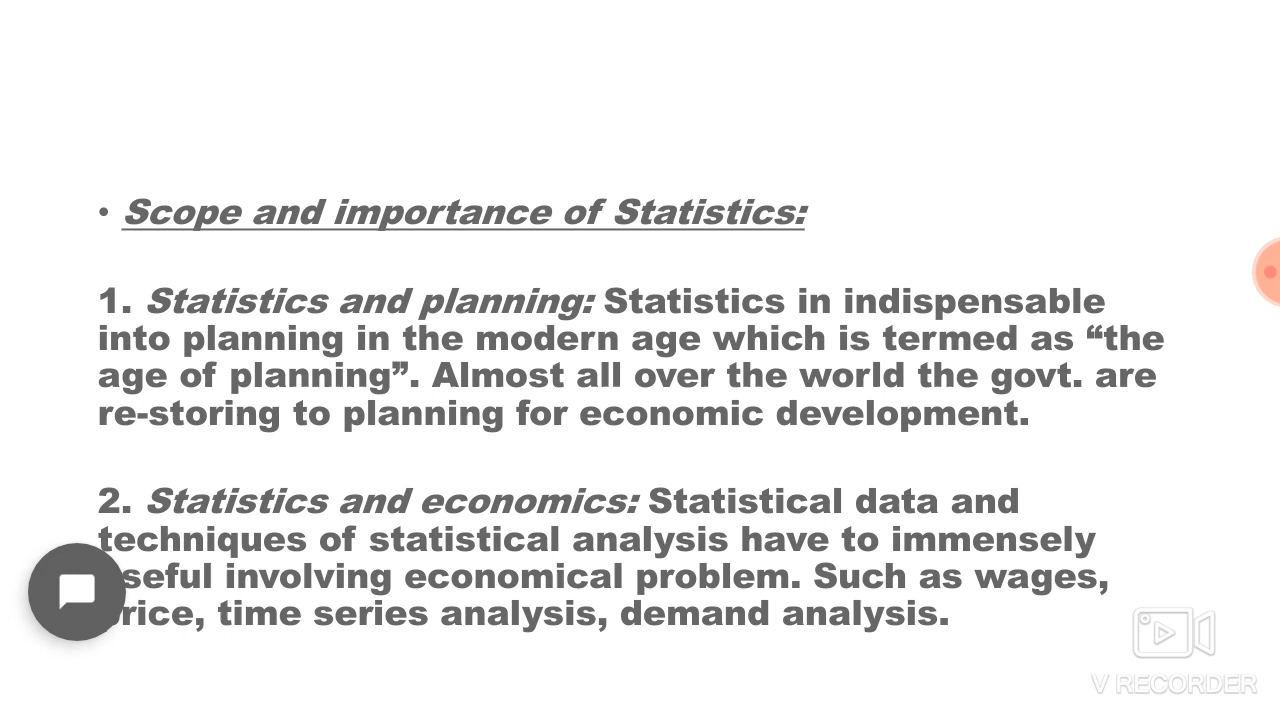 • Scope and importance of Statistics:
1. Statistics and planning: Statistics in indispensable
into planning in the modern age which is termed as “the
age of planning”. Almost all over the world the govt. are
re-storing to planning for economic development.
2. Statistics and economics: Statistical data and
techniques of statistical analysis have to immensely
seful involving economical problem. Such as wages,
rice, time series analysis, demand analysis.
V RECORDER